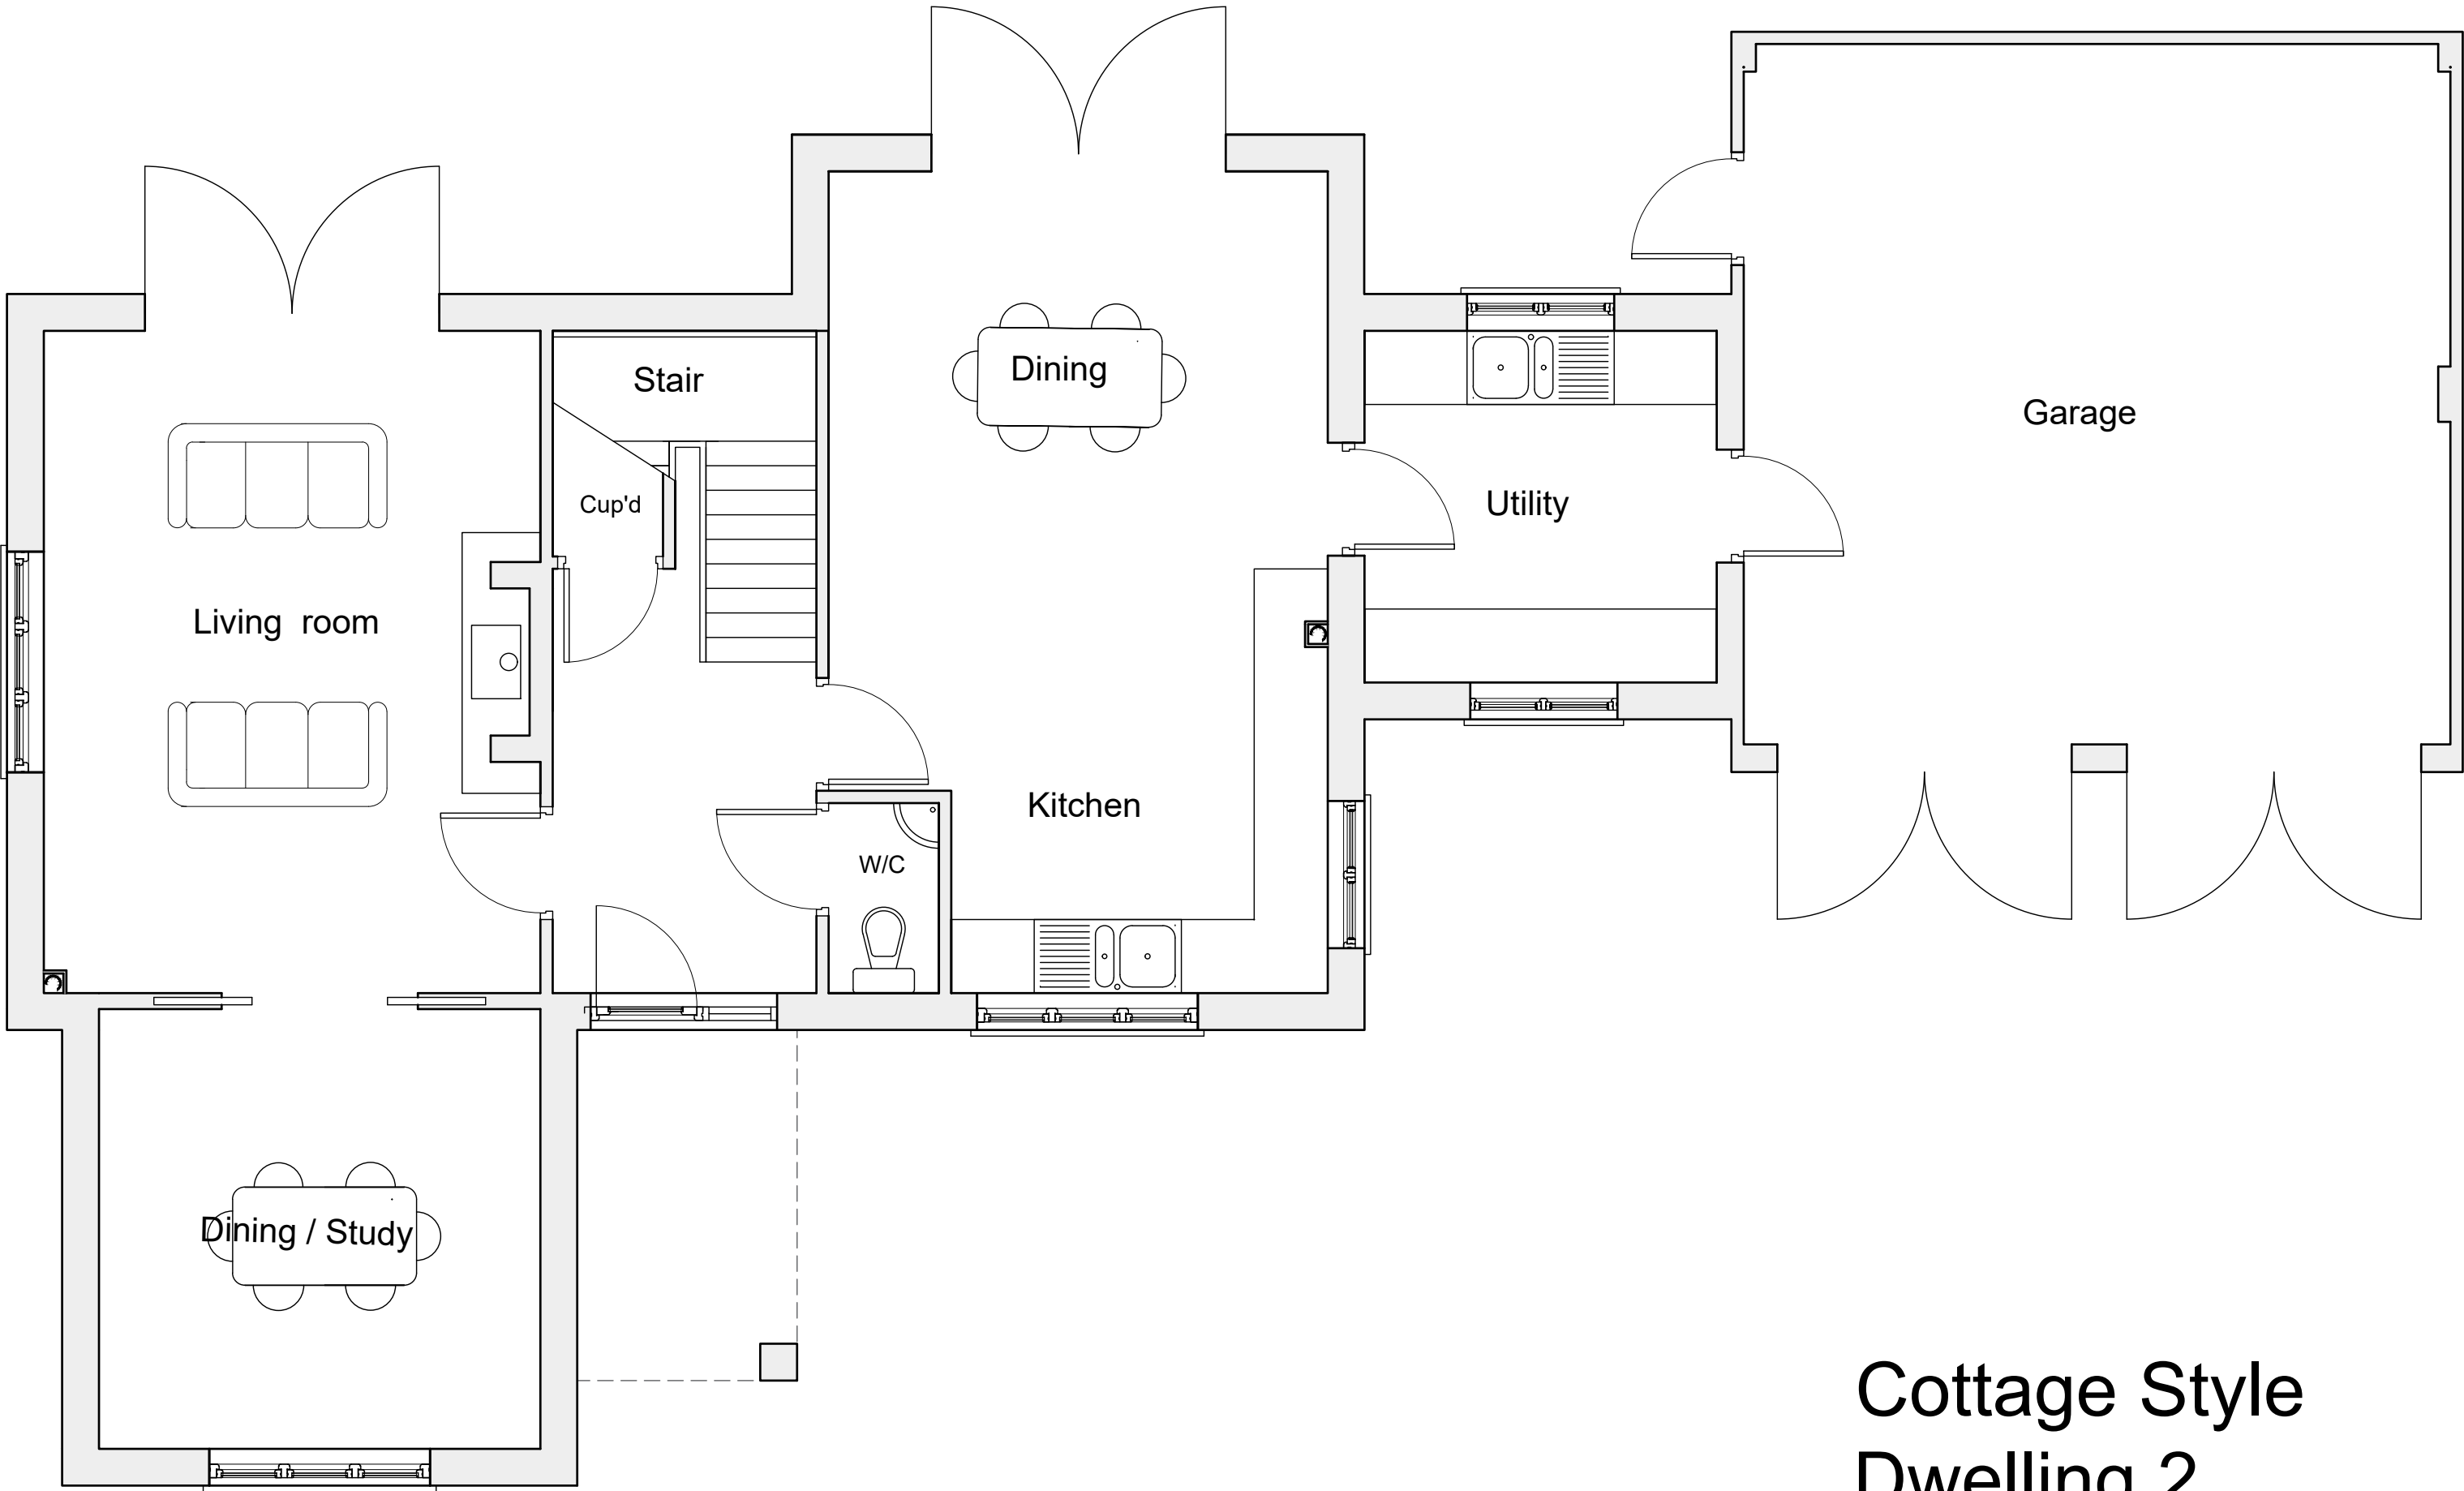 Dining
Stair
Garage
Cup'd
Utility
Living room
Kitchen
W/C
Dining / Study
Cottage Style
Dwelling 2